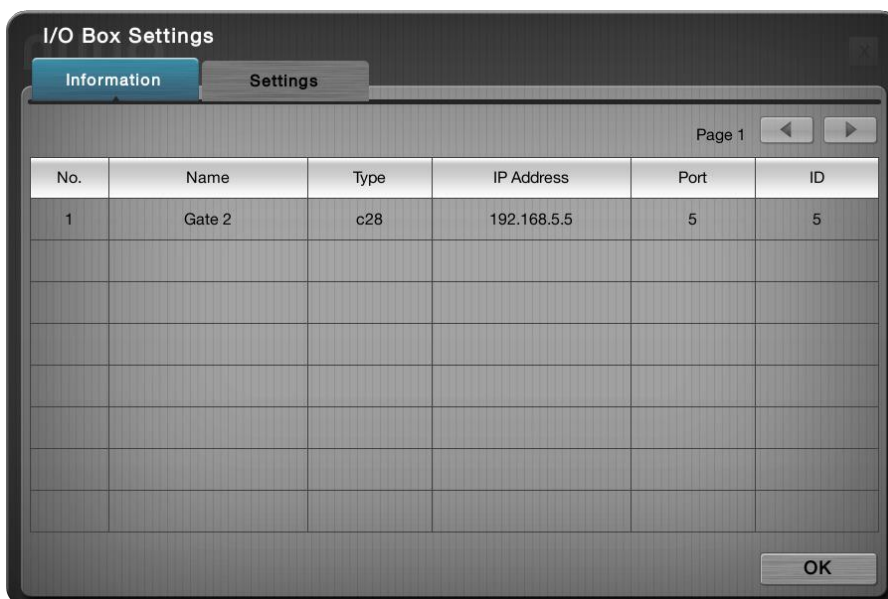 I/O Box Settings
Information Settings
Page 1
No. Name Type IP Address Port ID
1 Gate 2 c28 192.168.5.5 5 5
OK